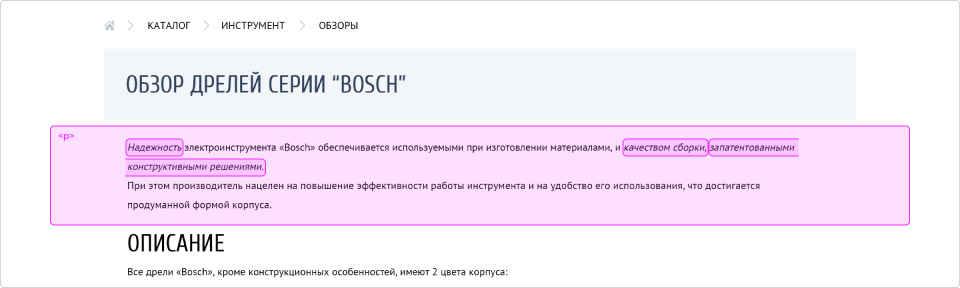 КАТАЛОГ ИНСТРУМЕНТ ОБЗОРЫ
ОБЗОР ДРЕЛЕЙ СЕРИИ “BOSCH”
<p>
Надежность электроинструмента «Bosch» обеспечивается используемыми при изготовлении материалами, и качеством сборки, запатентованными
конструктивными решениями.
При этом производитель нацелен на повышение эффективности работы инструмента и на удобство его использования, что достигается
продуманной формой корпуса.
ОПИСАНИЕ
Все дрели «Bosch», кроме конструкционных особенностей, имеют 2 цвета корпуса: